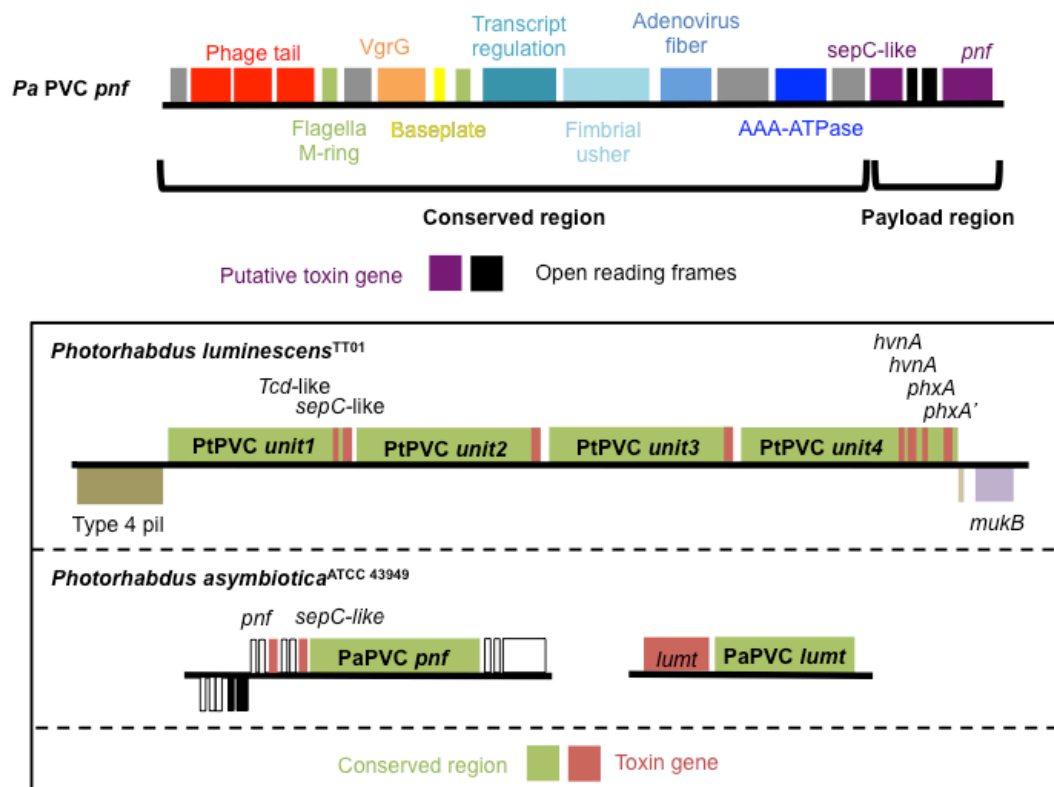 Transcript
regulation
Adenovirus
fiber
Phage tail
VgrG
sepC-like
pnf
Pa PVC pnf
Flagella
M-ring
Baseplate
Fimbrial
usher
AAA-ATPase
Conserved region
Payload region
Putative toxin gene
Open reading frames
Photorhabdus luminescensTT01
hvnA
hvnA
phxA
phxA’
Tcd-like
sepC-like
PtPVC unit1
PtPVC unit2
PtPVC unit3
PtPVC unit4
Type 4 pil
mukB
Photorhabdus asymbioticaATCC 43949
pnf
sepC-like
PaPVC pnf
lumt
PaPVC lumt
Conserved region
Toxin gene